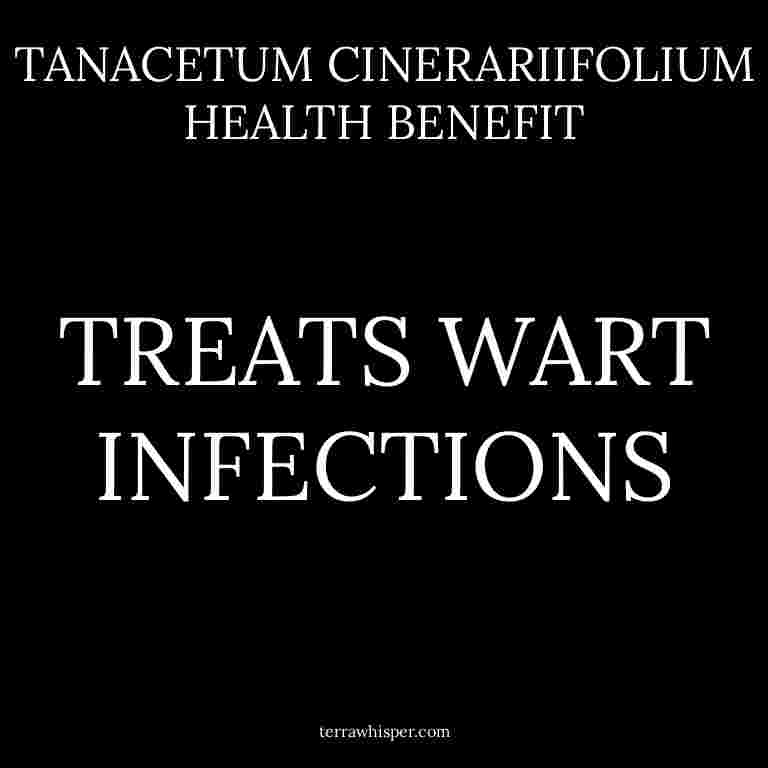 TANACETUM CINERARIIFOLIUM
HEALTH BENEFIT
TREATS WART
INFECTIONS
terrawhisper.com